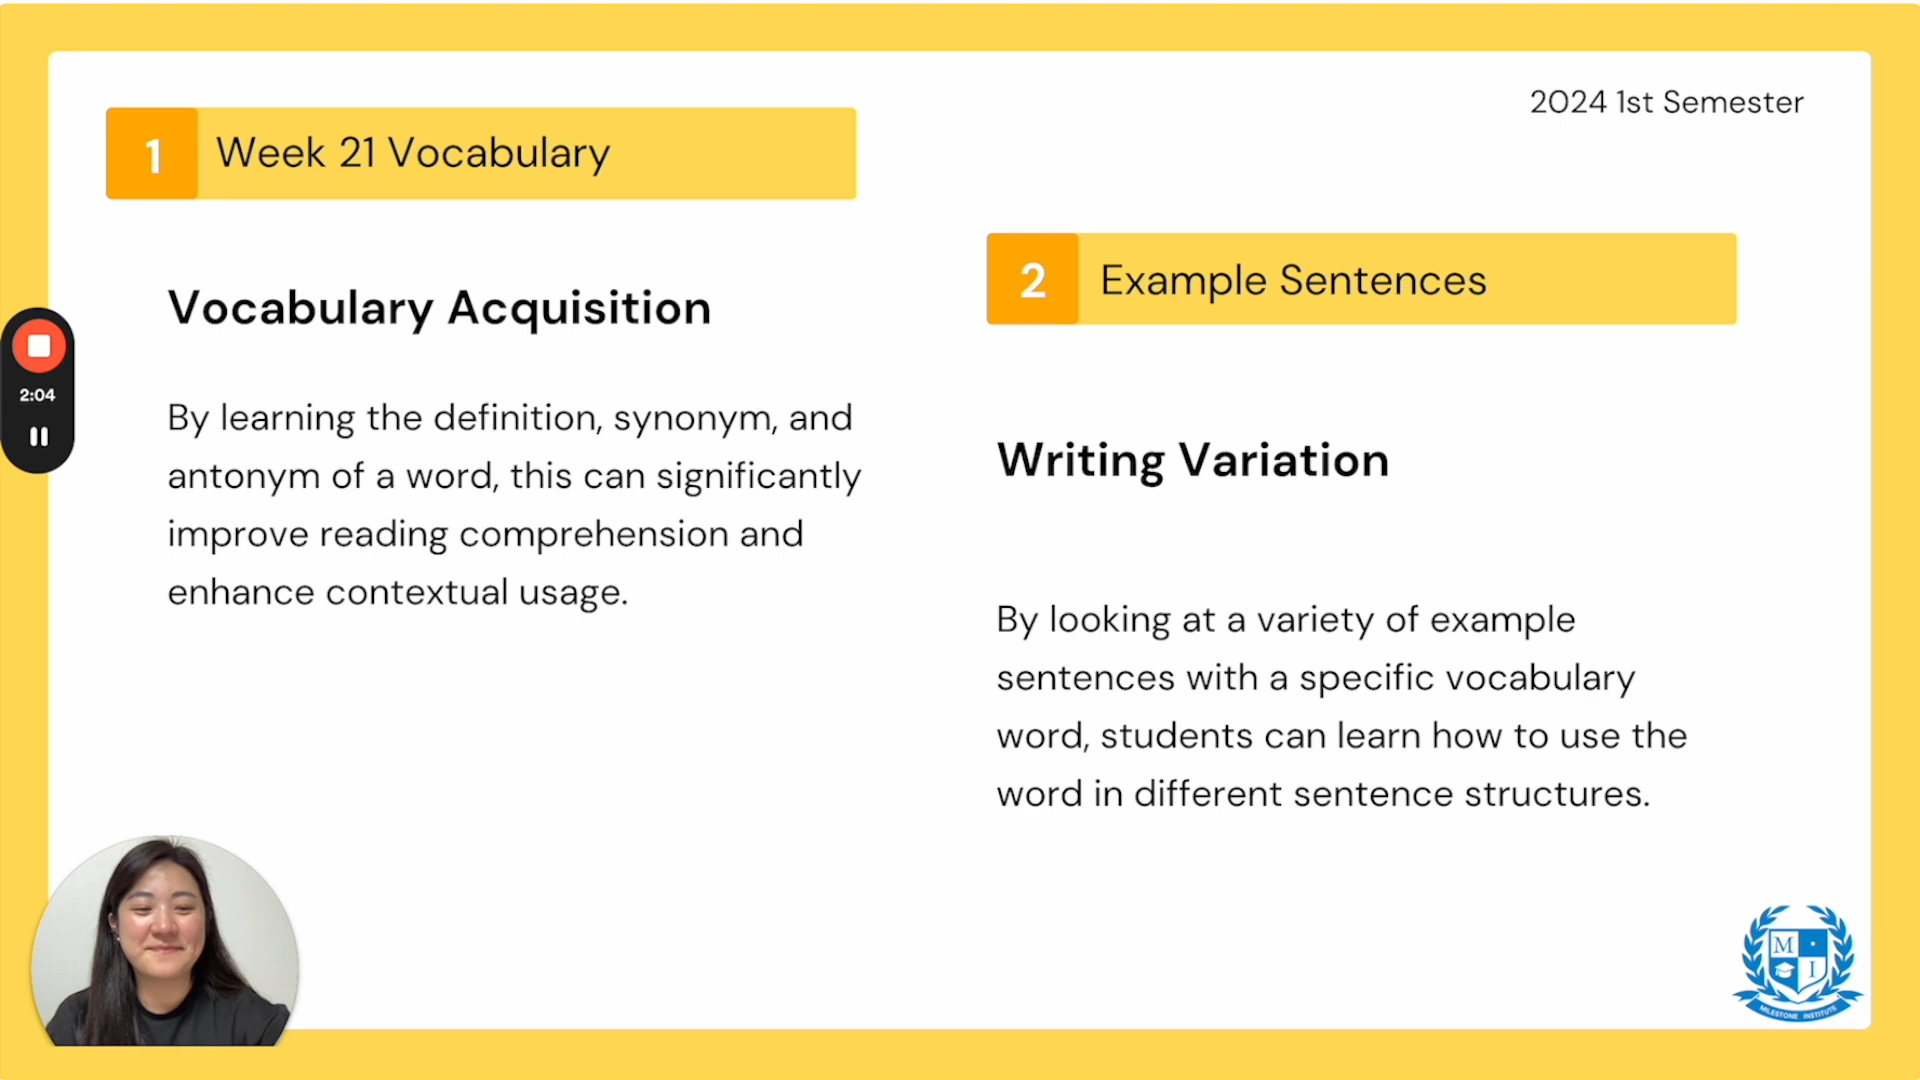 2024 1st Semester
1
Week 21 Vocabulary
Vocabulary Acquisition
By learning the definition, synonym, and
antonym of a word, this can significantly
improve reading comprehension and
enhance contextual usage.
2
Example Sentences
Writing Variation
By looking at a variety of example
sentences with a specific vocabulary
word, students can learn how to use the
word in different sentence structures.
2:04
M
I
MILESTONE INSTITUTE